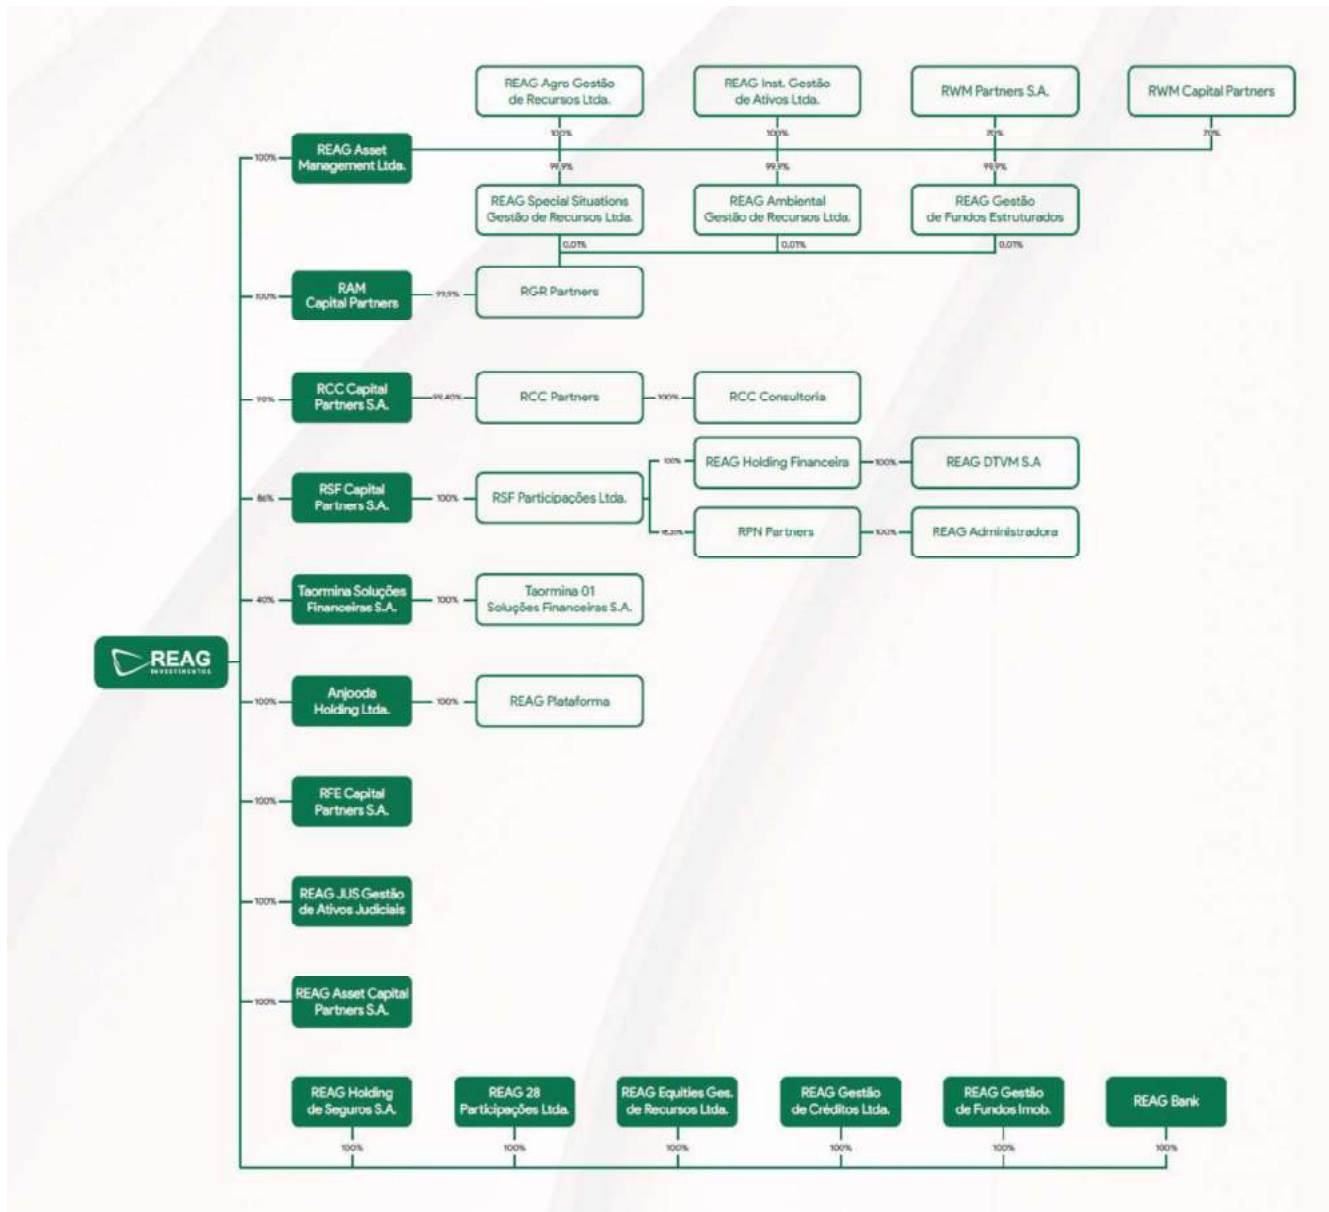 REAG Agro Gestão
de Recursos Ltda.
REAG Inst. Gestão
de Ativos Ltda.
RWM Partners S.A.
RWM Capital Partners
100%
100%
70%
70%
REAG Asset
Management Ltda.
100%
99,9%
99,9%
99,9%
REAG Special Situations
Gestão de Recursos Ltda.
REAG Ambiental
Gestão de Recursos Ltda.
REAG Gestão
de Fundos Estruturados
0,01%
0,01%
0,01%
100%
RAM
Capital Partners
99,9%
RGR Partners
RCC Capital
Partners S.A.
99,40%
RCC Partners
100%
RCC Consultoria
86%
RSF Capital
Partners S.A.
100%
RSF Participações Ltda.
100%
REAG Holding Financeira
100%
REAG DTVM S.A
RPN Partners
100%
REAG Administradora
40%
Taormina Soluções
Financeiras S.A.
100%
Taormina 01
Soluções Financeiras S.A.
REAG
INVESTIMENTOS
100%
Anjooda
Holding Ltda.
100%
REAG Plataforma
100%
RFE Capital
Partners S.A.
100%
REAG JUS Gestão
de Ativos Judiciais
100%
REAG Asset Capital
Partners S.A.
REAG Holding
de Seguros S.A.
REAG 28
Participações Ltda.
REAG Equities Ges.
de Recursos Ltda.
REAG Gestão
de Créditos Ltda.
REAG Gestão
de Fundos Imob.
REAG Bank
100%
100%
100%
100%
100%
100%